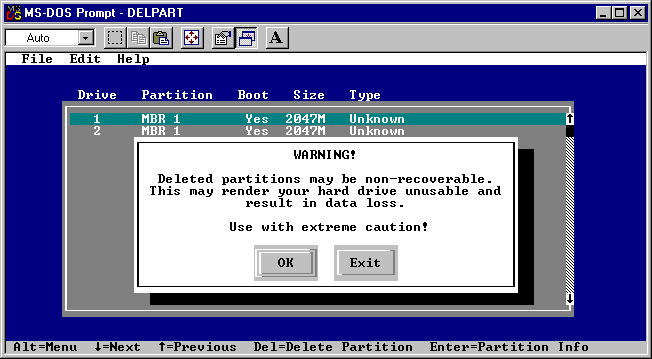 MS-DOS Prompt - DELPART
Auto
A
File Edit Help
Drive Partition Boot Size Type
1 MBR 1 Yes 2047M Unknown
2 MBR 1 Yes 2047M Unknown
WARNING!
Deleted partitions may be non-recoverable.
This may render your hard drive unusable and
result in data loss.
Use with extreme caution!
OK Exit
Alt=Menu ↓=Next ↑=Previous Del=Delete Partition Enter=Partition Info